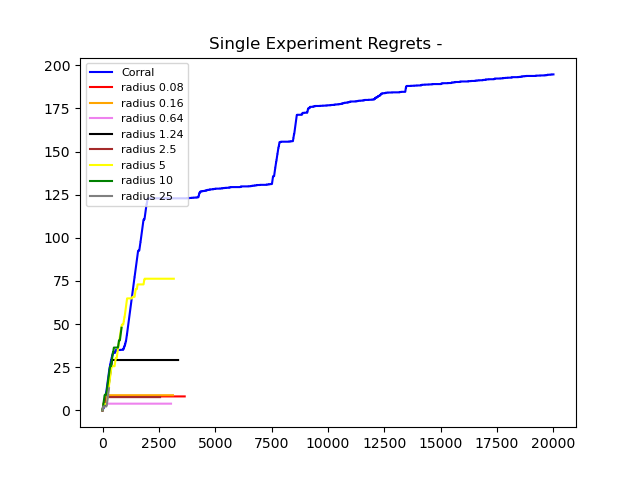 Single Experiment Regrets -
200
175
150
125
100
75
50
25
0
Corral
radius 0.08
radius 0.16
radius 0.64
radius 1.24
radius 2.5
radius 5
radius 10
radius 25
0 2500 5000 7500 10000 12500 15000 17500 20000